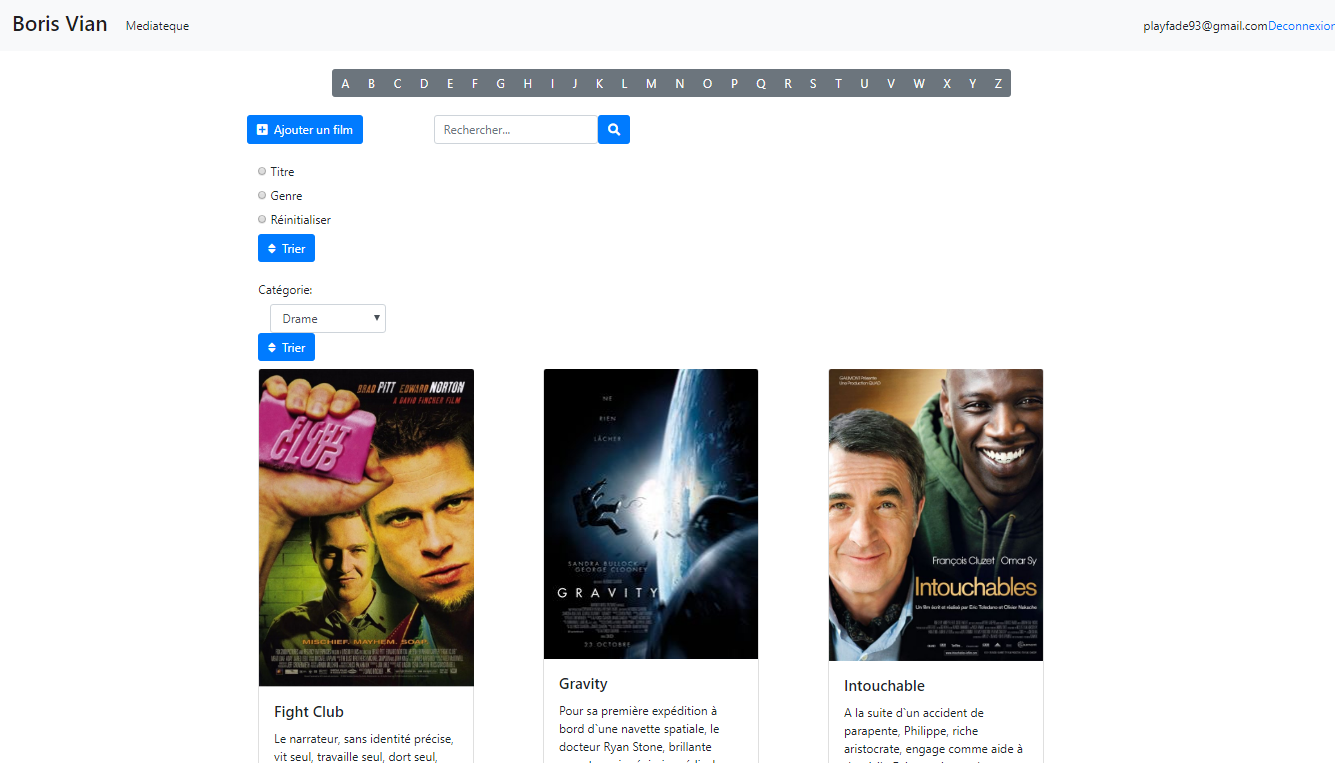 Boris Vian Mediateque playfade93@gmail.comDeconnexion
A B C D E F G H I J K L M N O P Q R S T U V W X Y Z
Ajouter un film Rechercher...
Titre
Genre
Réinitialiser
Trier
Catégorie:
Drame
Trier
BRAD PITT EDWARD NORTON
A DAVID FINCHER FILM
FIGHT CLUB
MISCHIEF. MAYHEM. SOAP.
Fight Club
Le narrateur, sans identité précise,
vit seul, travaille seul, dort seul,
NE
RIEN
LÂCHER
SANDRA BULLOCK
GEORGE CLOONEY
GRAVITY
23 OCTOBRE
Gravity
Pour sa première expédition à
bord d`une navette spatiale, le
docteur Ryan Stone, brillante
GAUMONT Présente
Une Production QUAD
François Cluzet Omar Sy
Intouchables
Un film écrit et réalisé par Eric Toledano et Olivier Nakache
Intouchable
A la suite d`un accident de
parapente, Philippe, riche
aristocrate, engage comme aide à